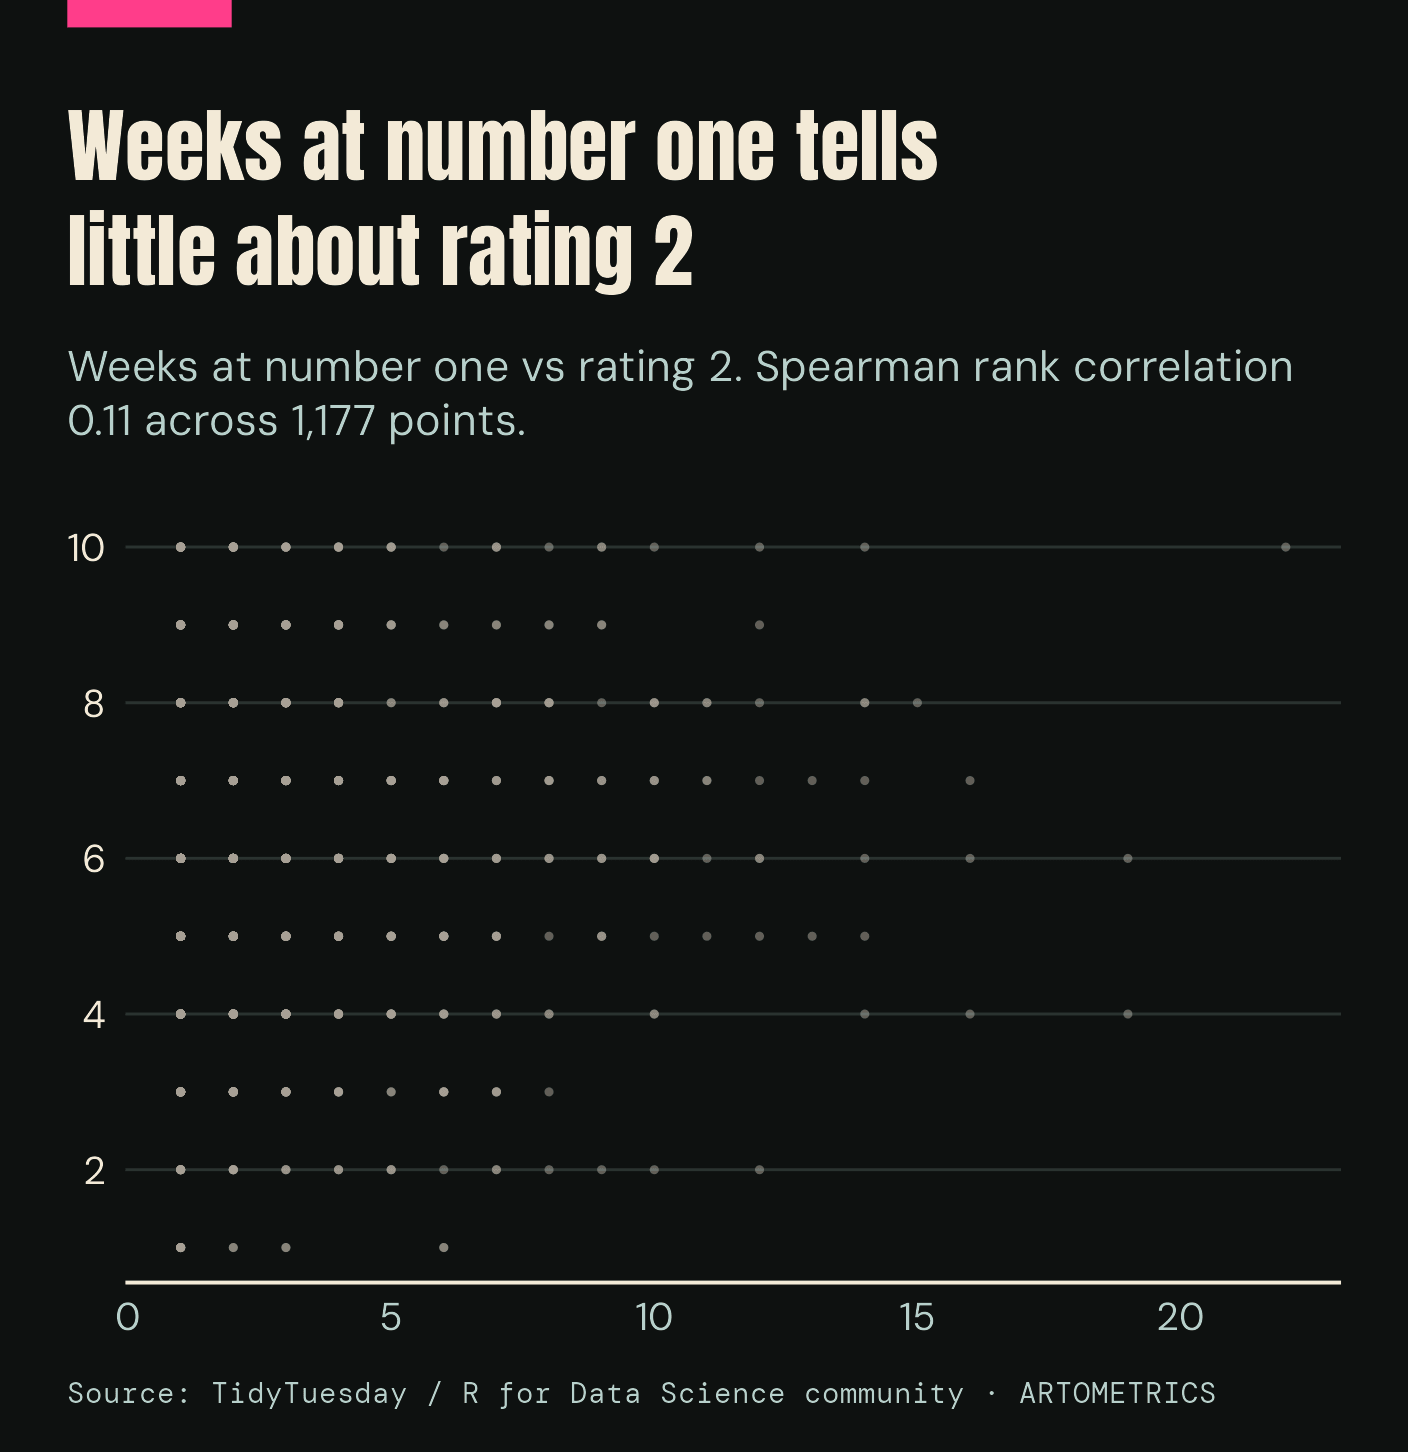 Weeks at number one tells
little about rating 2
Weeks at number one vs rating 2. Spearman rank correlation
0.11 across 1,177 points.
10
8
6
4
2
0 5 10 15 20
Source: TidyTuesday / R for Data Science community · ARTOMETRICS